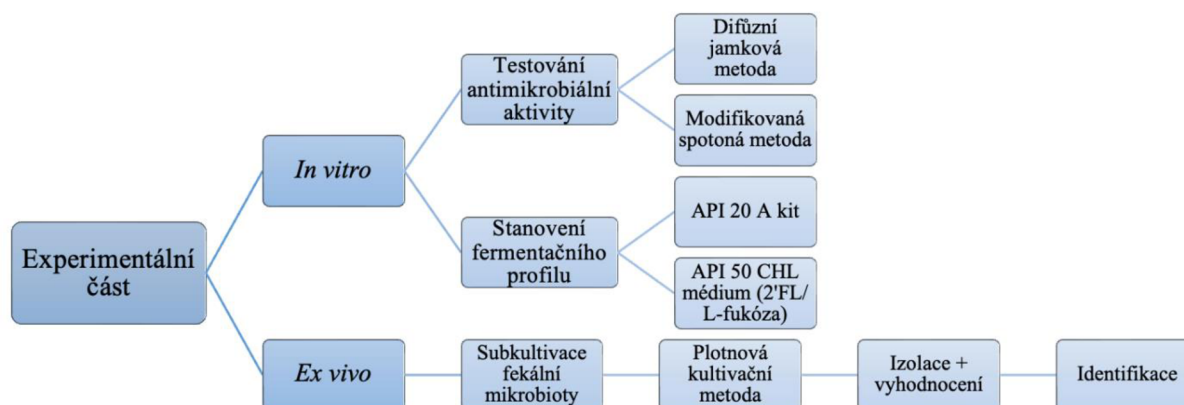 Experimentální
část
In vitro
Testování
antimikrobiální
aktivity
Difůzní
jamková
metoda
Modifikovaná
spotoná metoda
Stanovení
fermentačního
profilu
API 20 A kit
API 50 CHL
médium (2'FL/
L-fukóza)
Ex vivo
Subkultivace
fekální
mikrobioty
Plotnová
kultivační
metoda
Izolace +
vyhodnocení
Identifikace